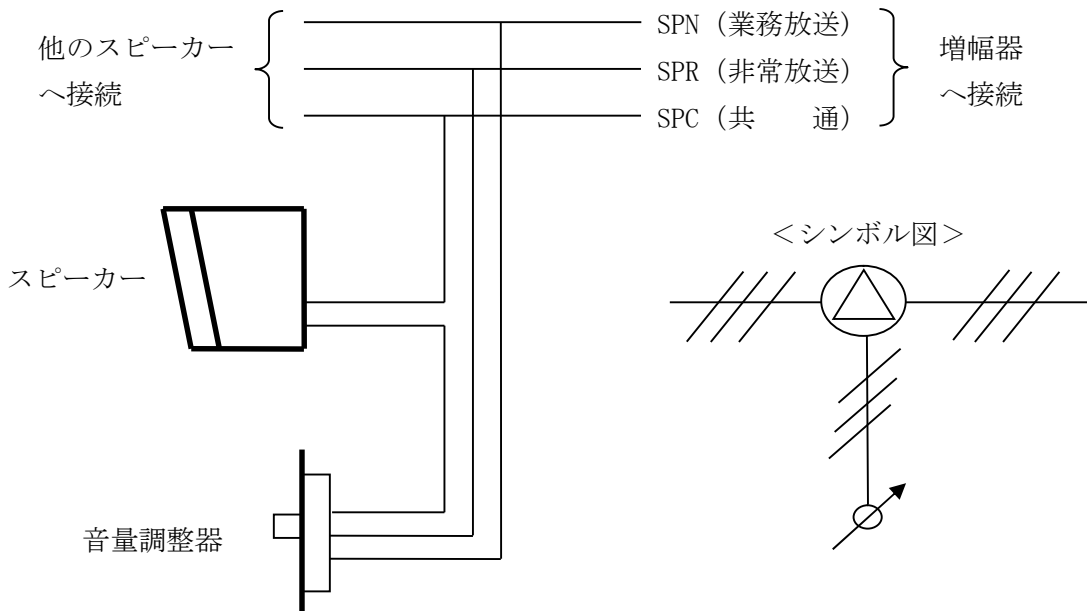 他のスピーカー
へ接続
SPN（業務放送）
SPR（非常放送）
SPC（共　　通）
増幅器
へ接続
スピーカー
＜シンボル図＞
音量調整器